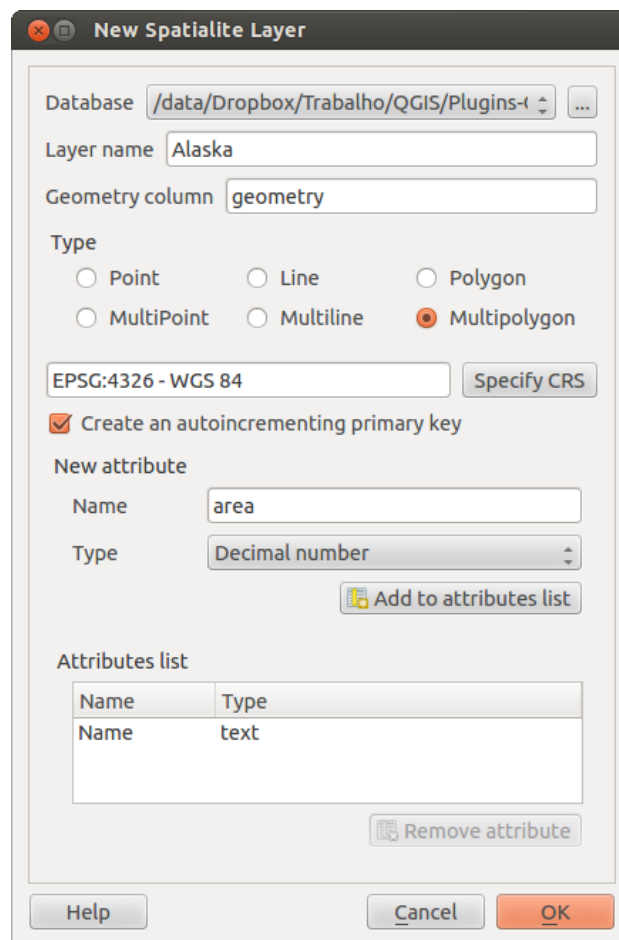 New Spatialite Layer
Database /data/Dropbox/Trabalho/QGIS/Plugins-( ...
Layer name Alaska
Geometry column geometry
Type
Point Line Polygon
MultiPoint Multiline Multipolygon
EPSG:4326 - WGS 84 Specify CRS
Create an autoincrementing primary key
New attribute
Name area
Type Decimal number
Add to attributes list
Attributes list
Name Type
Name text
Remove attribute
Help Cancel OK